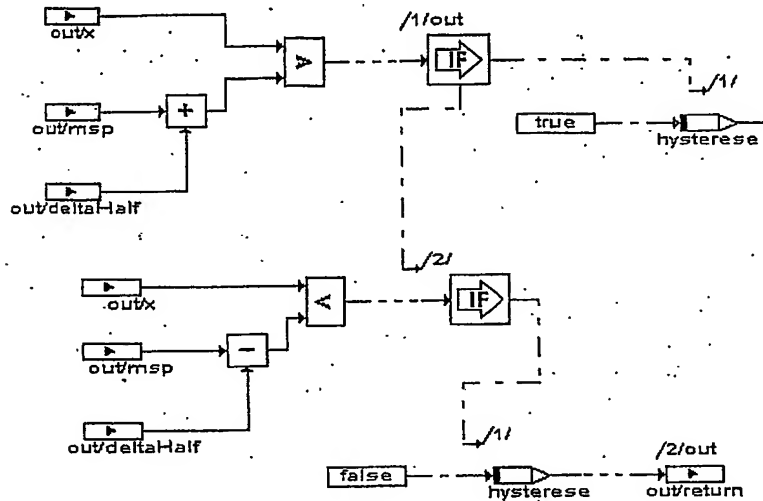 out/x
/1/out
IF
/1/
out/msp
+
true
hysterese
out/deltaHalf
/2/
out/x
<
IF
out/msp
−
out/deltaHalf
/1/
/2/out
false
hysterese
out/return